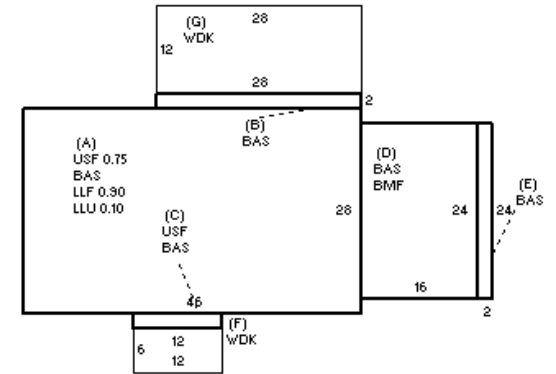 (G)
WDK
28
12
28
2
(B)
BAS
(A)
USF 0.75
BAS
LLF 0.90
LLU 0.10
(C)
USF
BAS
46
28
(D)
BAS
BMF
24
24
(E)
BAS
16
2
(F)
WDK
6
12
12